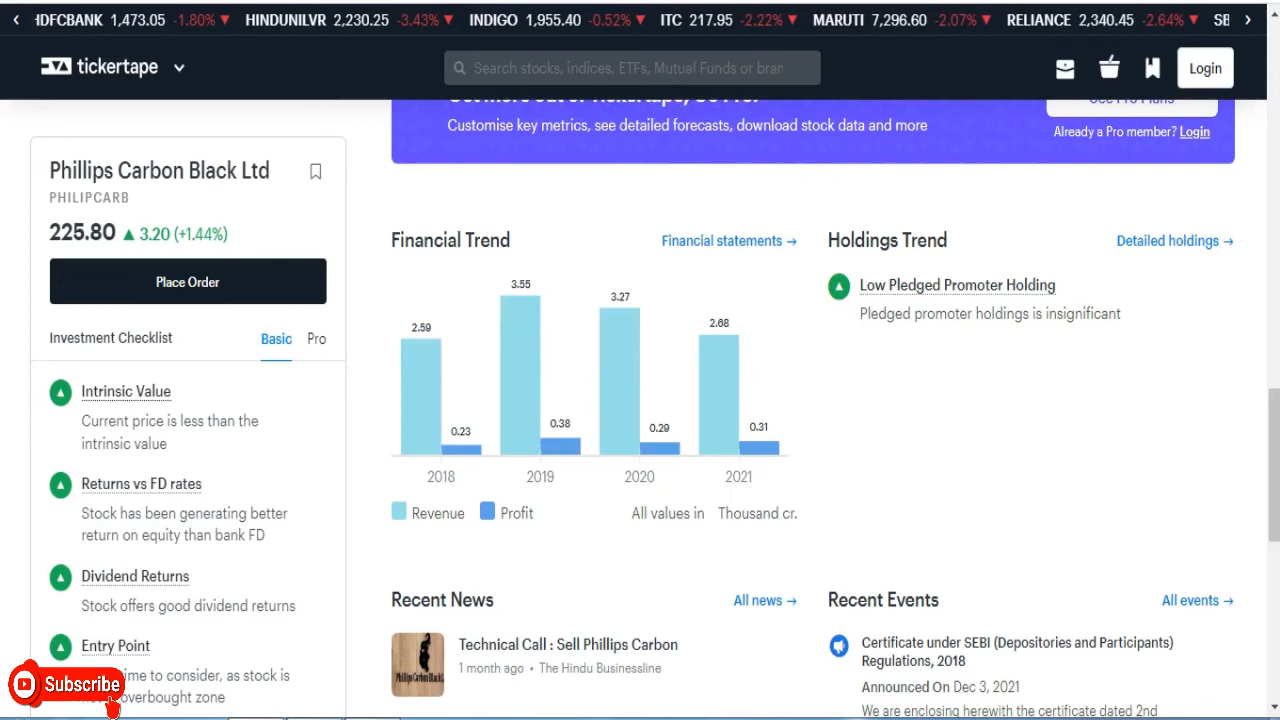 HDFCBANK 1,473.05 -1.80% ▼ HINDUNILVR 2,230.25 -3.43% ▼ INDIGO 1,955.40 -0.52% ▼ ITC 217.95 -2.22% ▼ MARUTI 7,296.60 -2.07% ▼ RELIANCE 2,340.45 -2.64% ▼
tickertape
Search stocks, indices, ETFs, Mutual Funds or bran
Login
Customise key metrics, see detailed forecasts, download stock data and more
See Pro Plans
Already a Pro member? Login
Phillips Carbon Black Ltd
PHILIPCARB
225.80 ▲ 3.20 (+1.44%)
Place Order
Investment Checklist Basic Pro
Intrinsic Value
Current price is less than the
intrinsic value
Returns vs FD rates
Stock has been generating better
return on equity than bank FD
Dividend Returns
Stock offers good dividend returns
Entry Point
ime to consider, as stock is
overbought zone
Subscribe
Financial Trend Financial statements →
3.55
3.27
2.59
2.68
0.23
0.38
0.29
0.31
2018 2019 2020 2021
Revenue Profit All values in Thousand cr.
Holdings Trend Detailed holdings →
Low Pledged Promoter Holding
Pledged promoter holdings is insignificant
Recent News All news →
Technical Call : Sell Phillips Carbon
1 month ago • The Hindu Businessline
Phillips Carbon Black
Recent Events All events →
Certificate under SEBI (Depositories and Participants)
Regulations, 2018
Announced On Dec 3, 2021
We are enclosing herewith the certificate dated 2nd